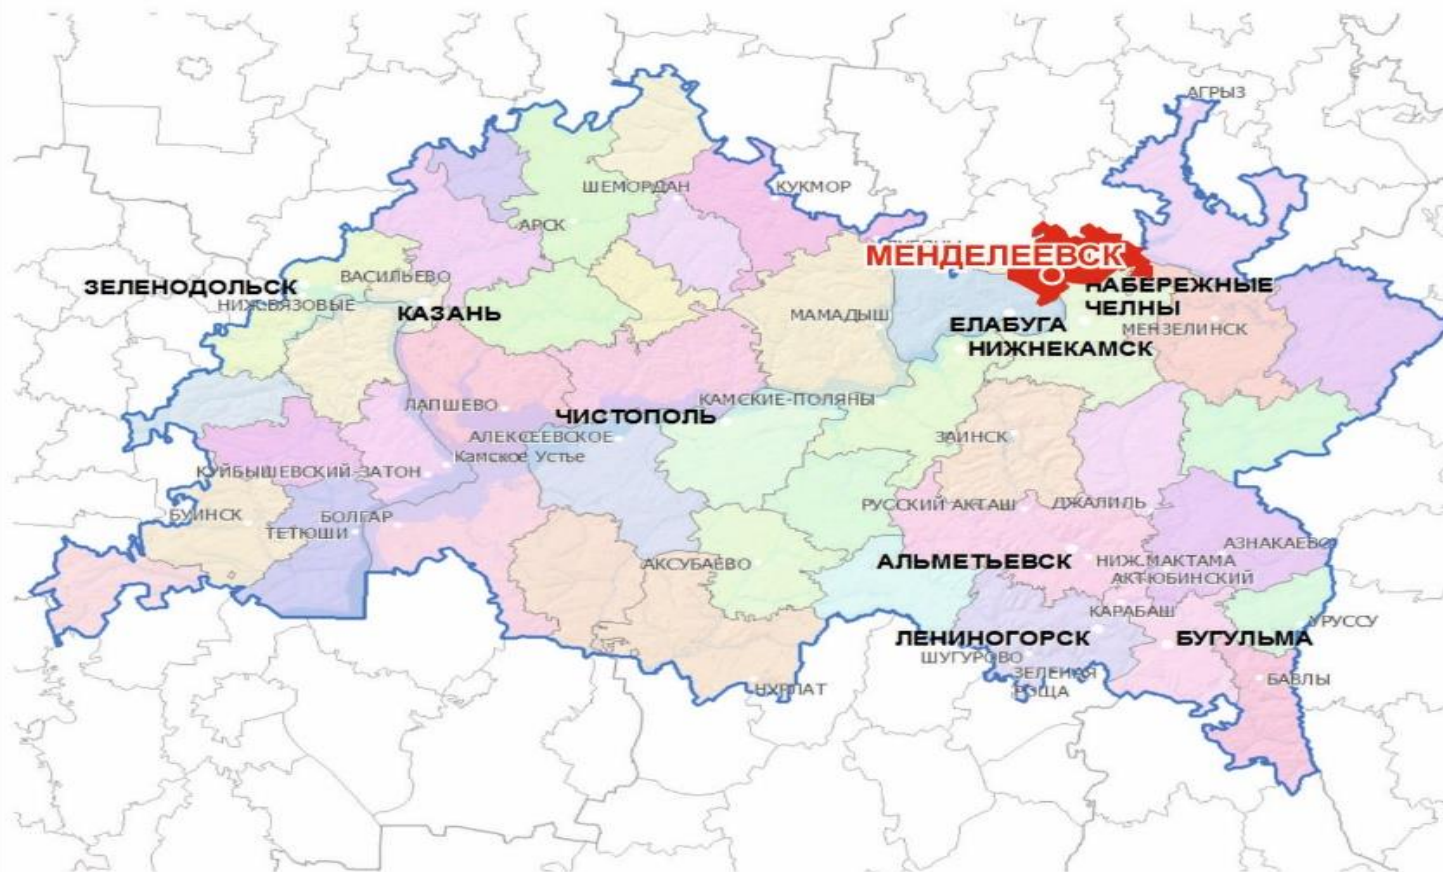 АГРЫЗ
ШЕМОРДАН
КУКМОР
АРСК
МЕНДЕЛЕЕВСК
ВАСИЛЬЕВО
ЗЕЛЕНОДОЛЬСК
НАБЕРЕЖНЫЕ
ЧЕЛНЫ
НИЖ.ВЯЗОВЫЕ
КАЗАНЬ
МАМАДЫШ
ЕЛАБУГА
МЕНЗЕЛИНСК
НИЖНЕКАМСК
КАМСКИЕ-ПОЛЯНЫ
ЛАПШЕВО
ЧИСТОПОЛЬ
АЛЕКСЕЕВСКОЕ
ЗАИНСК
Камское Устье
КУЙБЫШЕВСКИЙ-ЗАТОН
РУССКИЙ АКТАШ
ДЖАЛИЛЬ
БУИНСК
БОЛГАР
ТЕТЮШИ
АЗНАКАЕВО
АКСУБАЕВО
АЛЬМЕТЬЕВСК
НИЖ.МАКТАМА
АКТЮБИНСКИЙ
КАРАБАШ
УРУССУ
ЛЕНИНОГОРСК
БУГУЛЬМА
ШУГУРОВО
ЗЕЛЕНАЯ
РОЩА
БАВЛЫ
НУРЛАТ